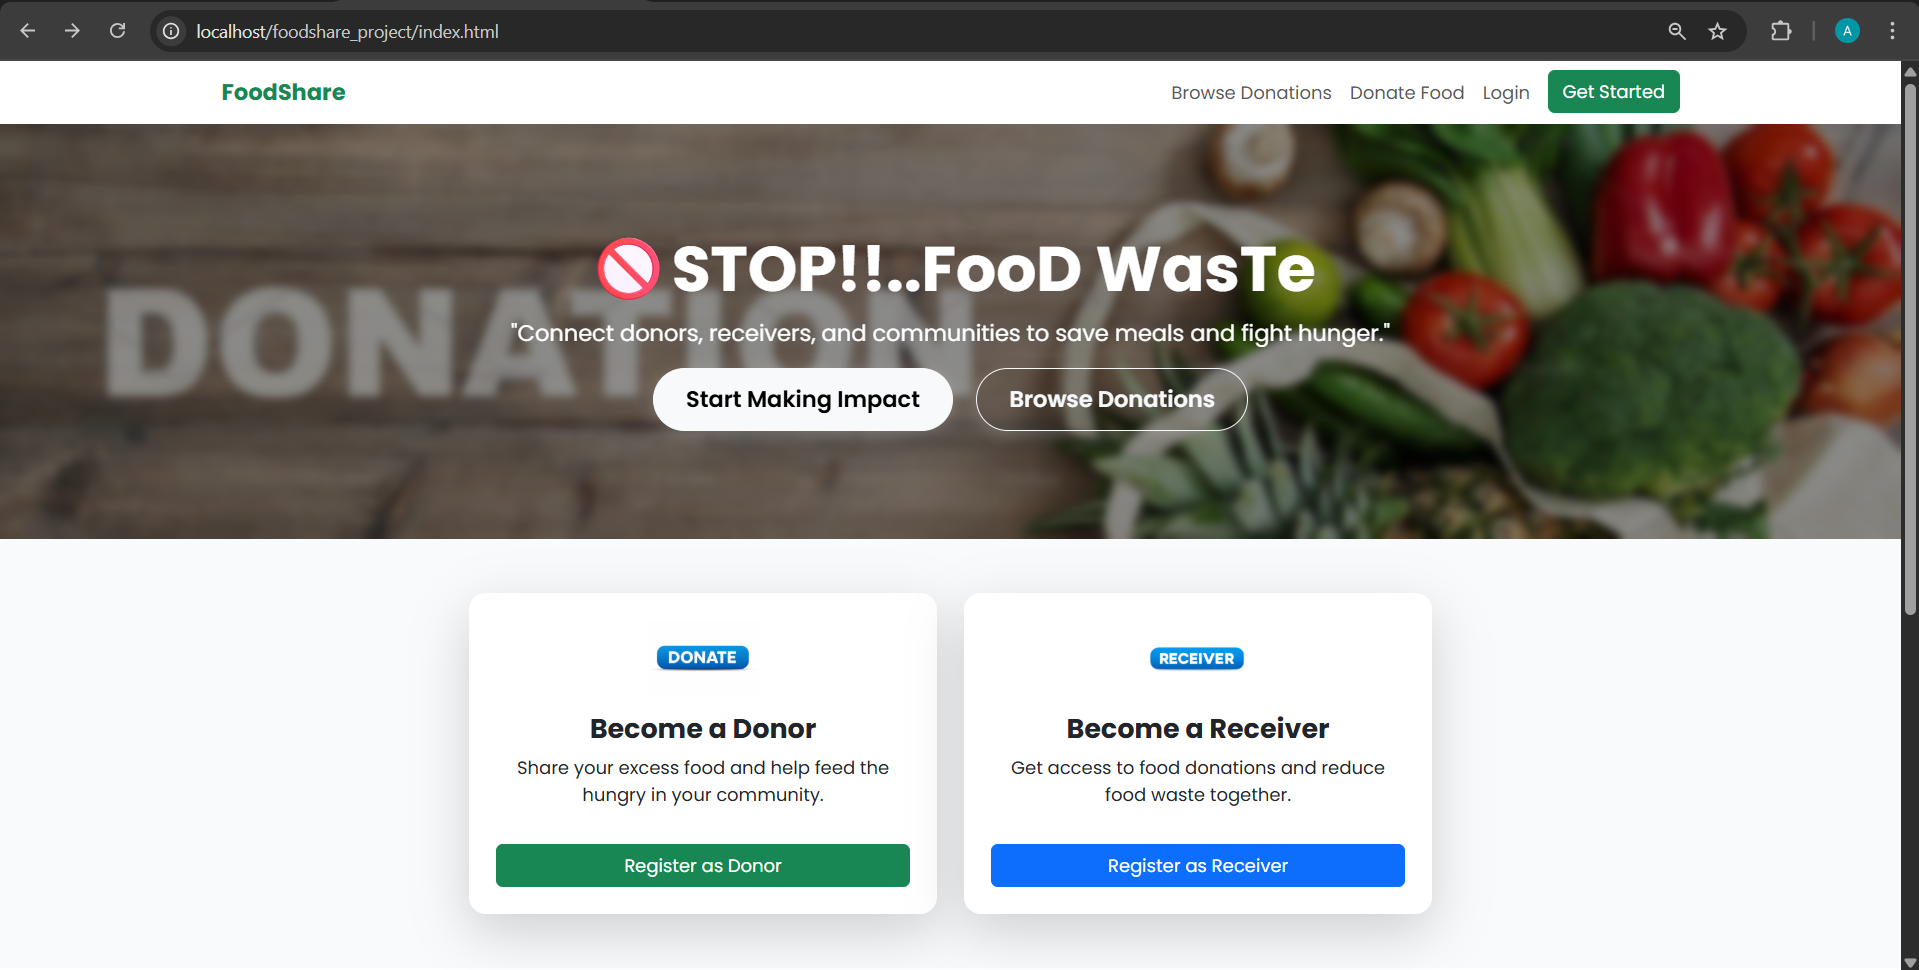 localhost/foodshare_project/index.html
A
FoodShare
Browse Donations
Donate Food
Login
Get Started
DONATION
🚫 STOP!!..FooD WasTe
"Connect donors, receivers, and communities to save meals and fight hunger."
Start Making Impact
Browse Donations
DONATE
Become a Donor
Share your excess food and help feed the
hungry in your community.
Register as Donor
RECEIVER
Become a Receiver
Get access to food donations and reduce
food waste together.
Register as Receiver